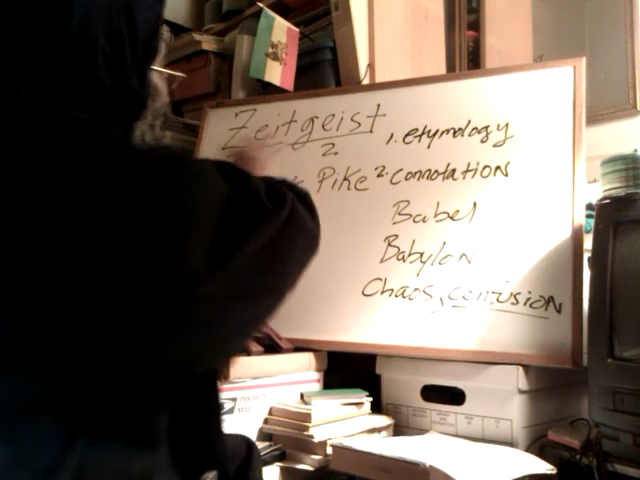 Zeitgeist
2
1. etymology
Pike 2. Connotation
Babel
Babylon
Chaos, confusion